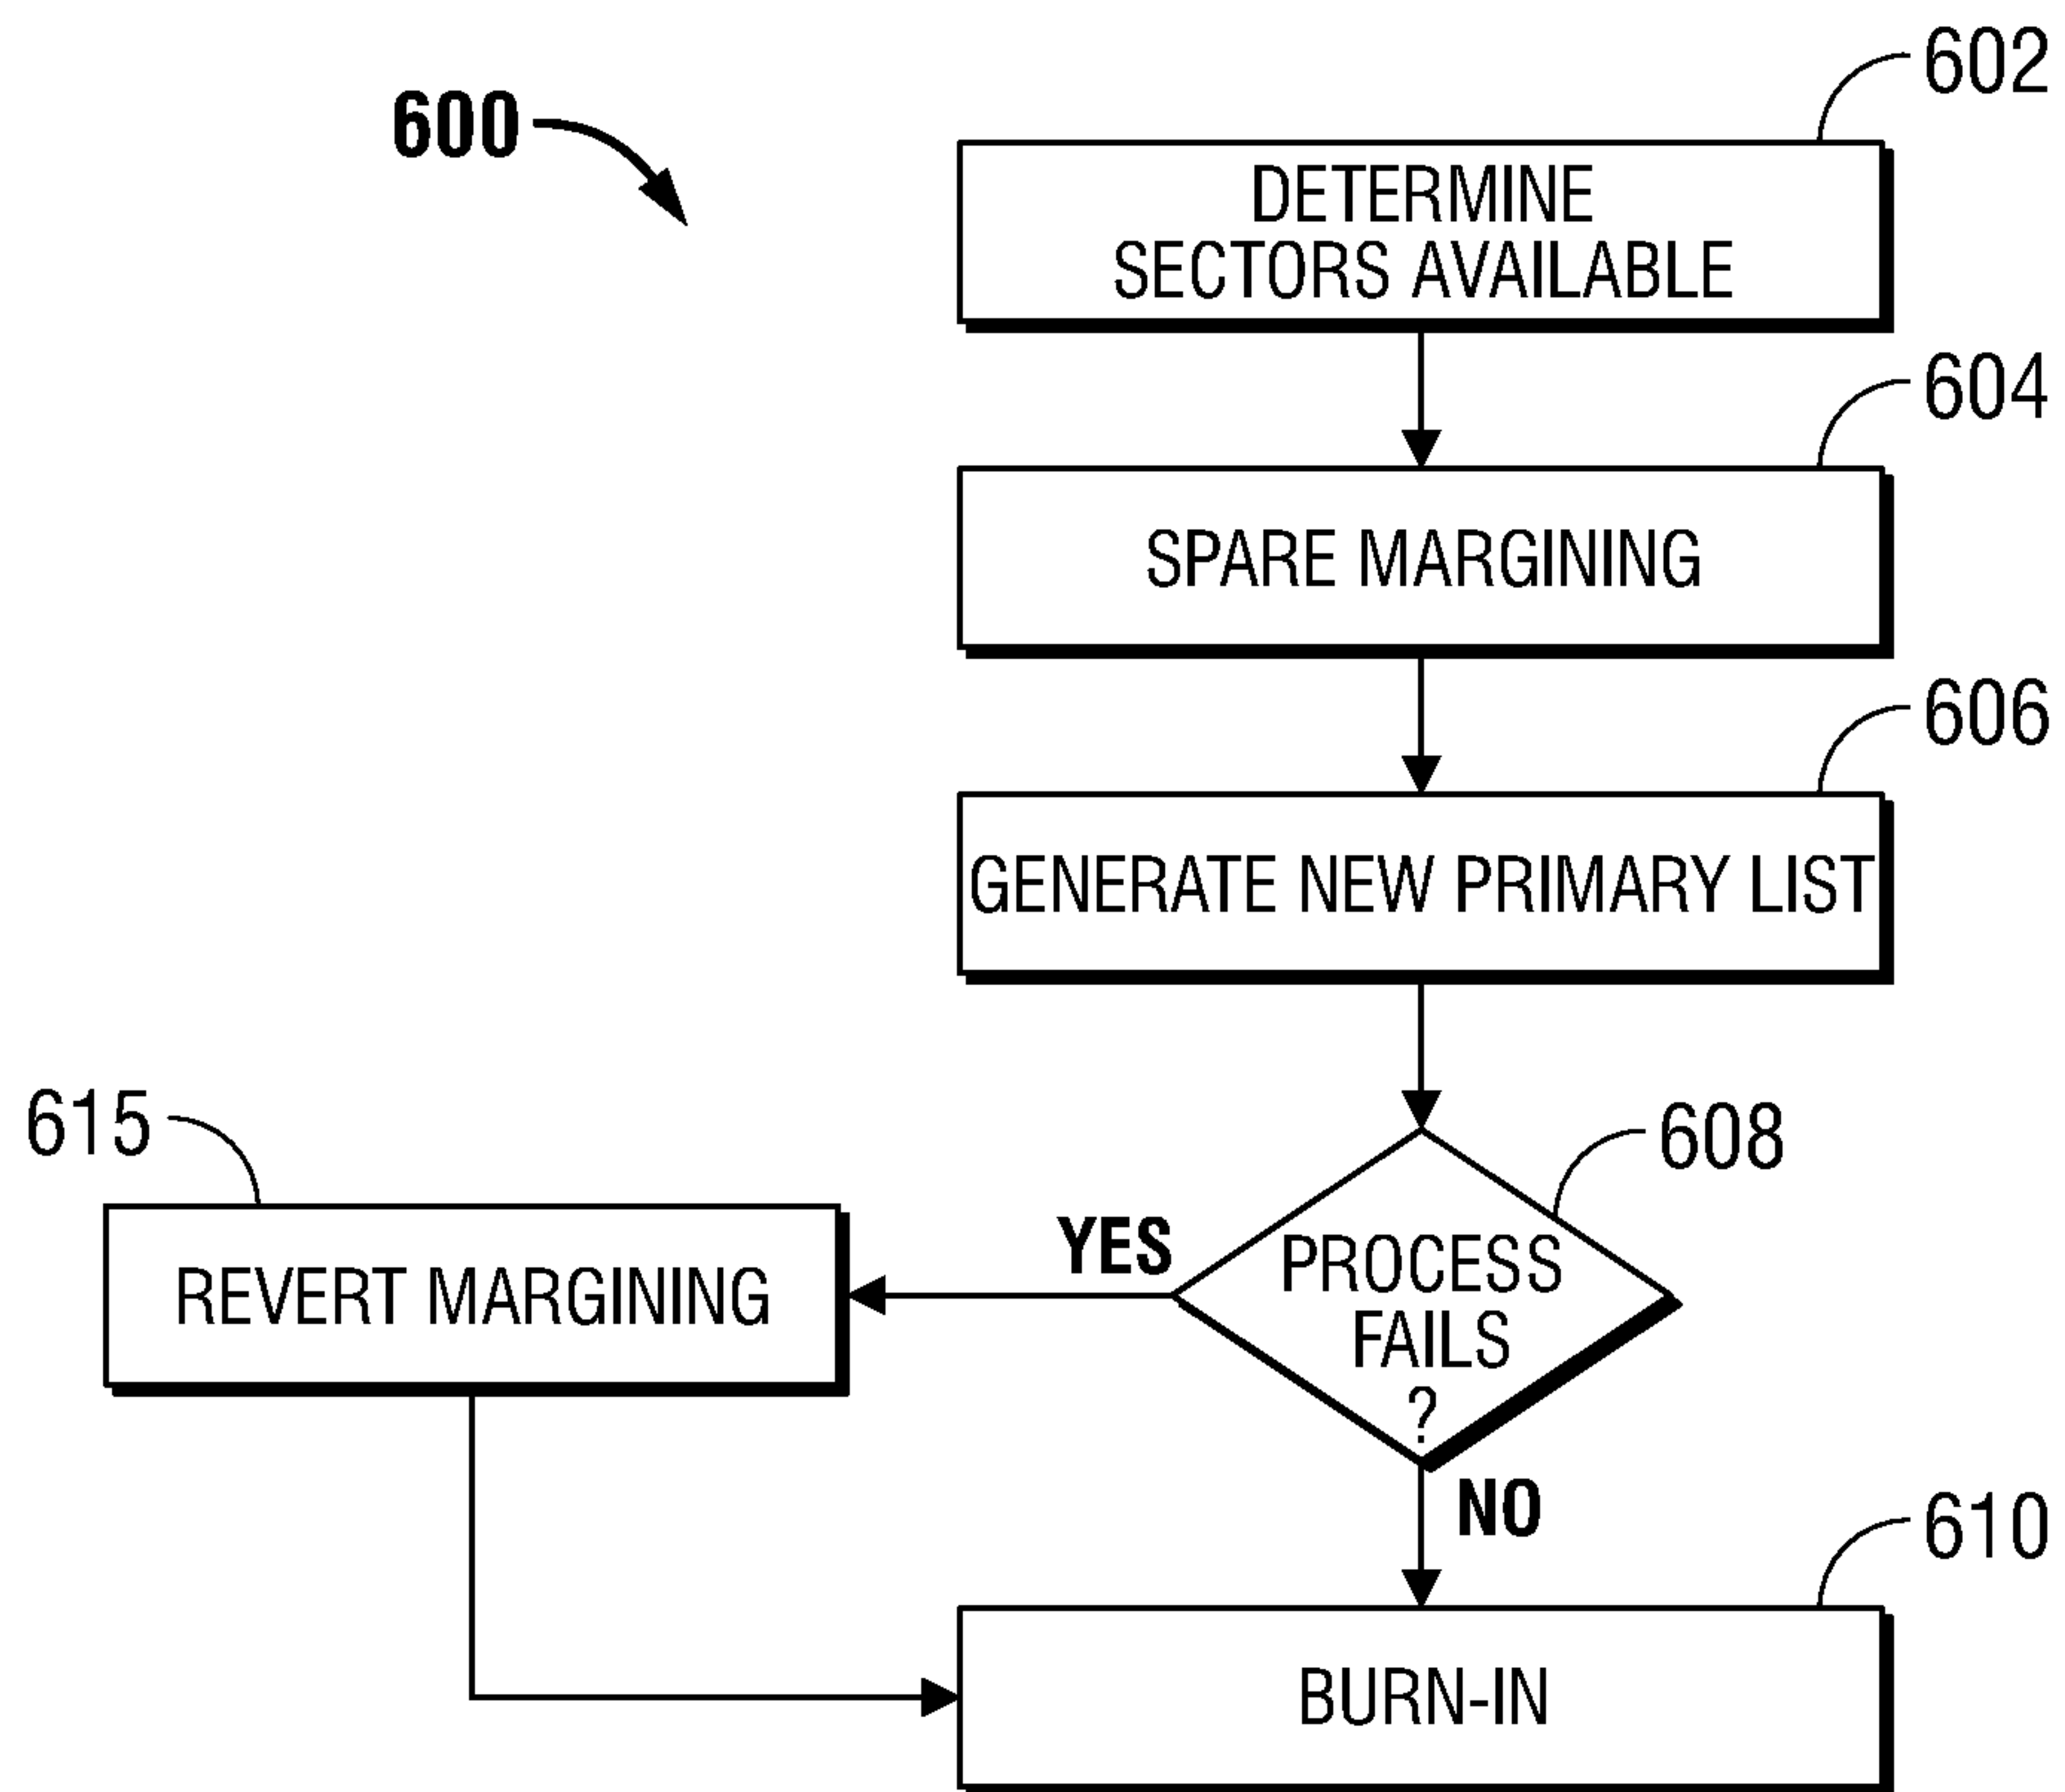 600
602
DETERMINE
SECTORS AVAILABLE
604
SPARE MARGINING
606
GENERATE NEW PRIMARY LIST
608
PROCESS
FAILS
?
YES
615
REVERT MARGINING
NO
610
BURN-IN